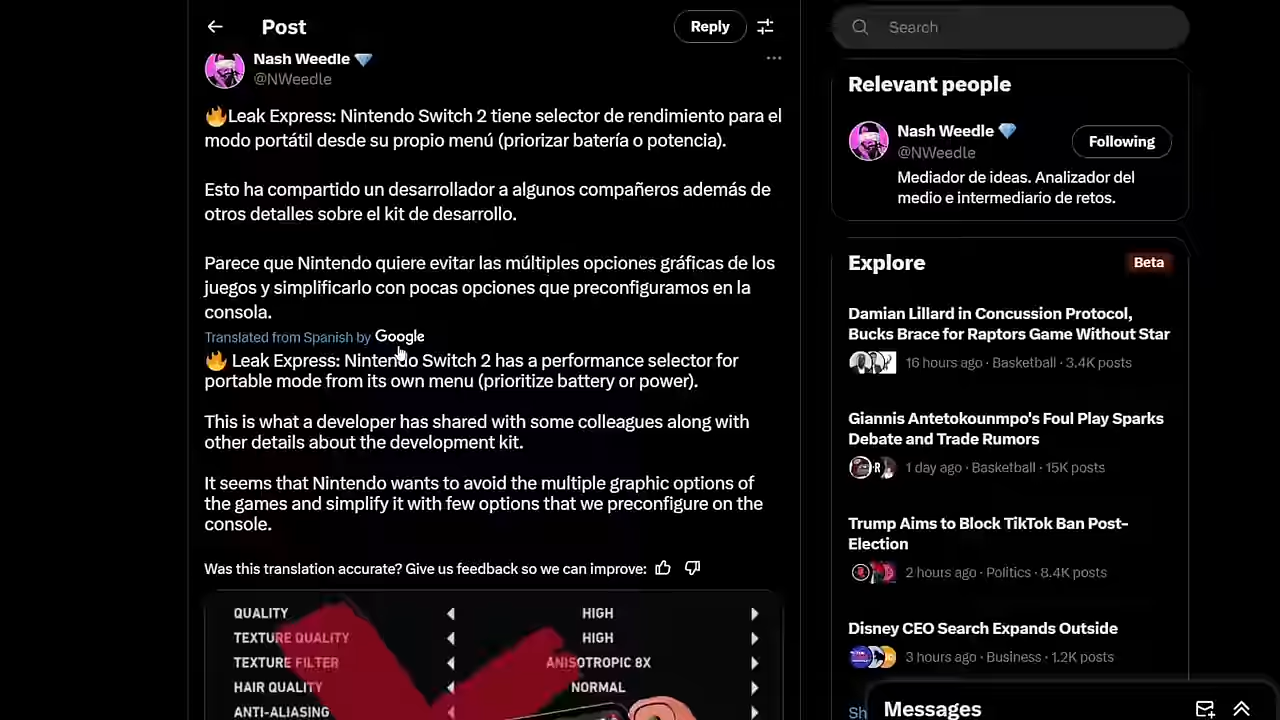 Post
Reply
Nash Weedle 💎
@NWeedle
🔥Leak Express: Nintendo Switch 2 tiene selector de rendimiento para el
modo portátil desde su propio menú (priorizar batería o potencia).
Esto ha compartido un desarrollador a algunos compañeros además de
otros detalles sobre el kit de desarrollo.
Parece que Nintendo quiere evitar las múltiples opciones gráficas de los
juegos y simplificarlo con pocas opciones que preconfiguramos en la
consola.
Translated from Spanish by Google
🔥 Leak Express: Nintendo Switch 2 has a performance selector for
portable mode from its own menu (prioritize battery or power).
This is what a developer has shared with some colleagues along with
other details about the development kit.
It seems that Nintendo wants to avoid the multiple graphic options of
the games and simplify it with few options that we preconfigure on the
console.
Was this translation accurate? Give us feedback so we can improve:
QUALITY HIGH
TEXTURE QUALITY HIGH
TEXTURE FILTER ANISOTROPIC 8X
HAIR QUALITY NORMAL
ANTI-ALIASING
Search
Relevant people
Nash Weedle 💎
@NWeedle
Following
Mediador de ideas. Analizador del
medio e intermediario de retos.
Explore
Beta
Damian Lillard in Concussion Protocol,
Bucks Brace for Raptors Game Without Star
16 hours ago · Basketball · 3.4K posts
Giannis Antetokounmpo's Foul Play Sparks
Debate and Trade Rumors
1 day ago · Basketball · 15K posts
Trump Aims to Block TikTok Ban Post-
Election
2 hours ago · Politics · 8.4K posts
Disney CEO Search Expands Outside
3 hours ago · Business · 1.2K posts
Messages